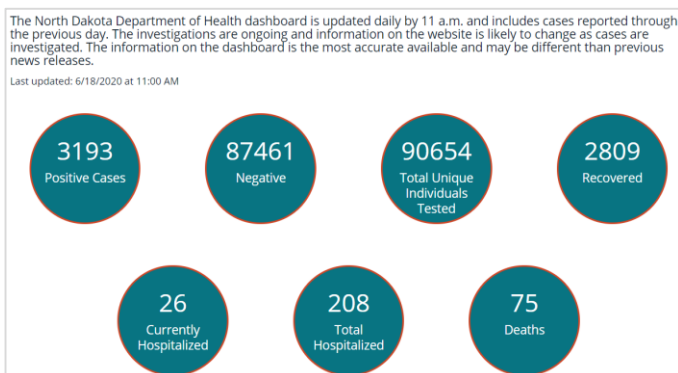 The North Dakota Department of Health dashboard is updated daily by 11 a.m. and includes cases reported through
the previous day. The investigations are ongoing and information on the website is likely to change as cases are
investigated. The information on the dashboard is the most accurate available and may be different than previous
news releases.
Last updated: 6/18/2020 at 11:00 AM
3193
Positive Cases
87461
Negative
90654
Total Unique
Individuals
Tested
2809
Recovered
26
Currently
Hospitalized
208
Total
Hospitalized
75
Deaths